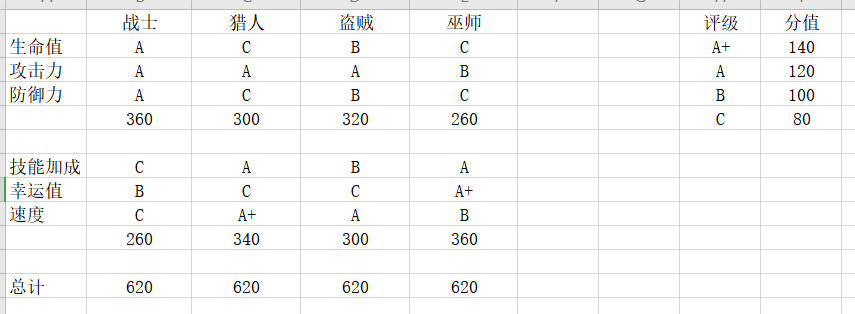 战士 猎人 盗贼 巫师 评级 分值
生命值 A C B C A+ 140
攻击力 A A A B A 120
防御力 A C B C B 100
360 300 320 260 C 80
技能加成 C A B A
幸运值 B C C A+
速度 C A+ A B
260 340 300 360
总计 620 620 620 620